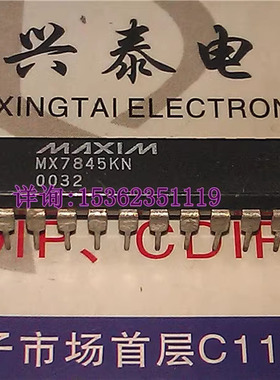 兴泰电
XINGTAI ELECTRON
MAXIM
MX7845KN
0032
详询:15362351119
DIP、CDIP
子市场首层C11